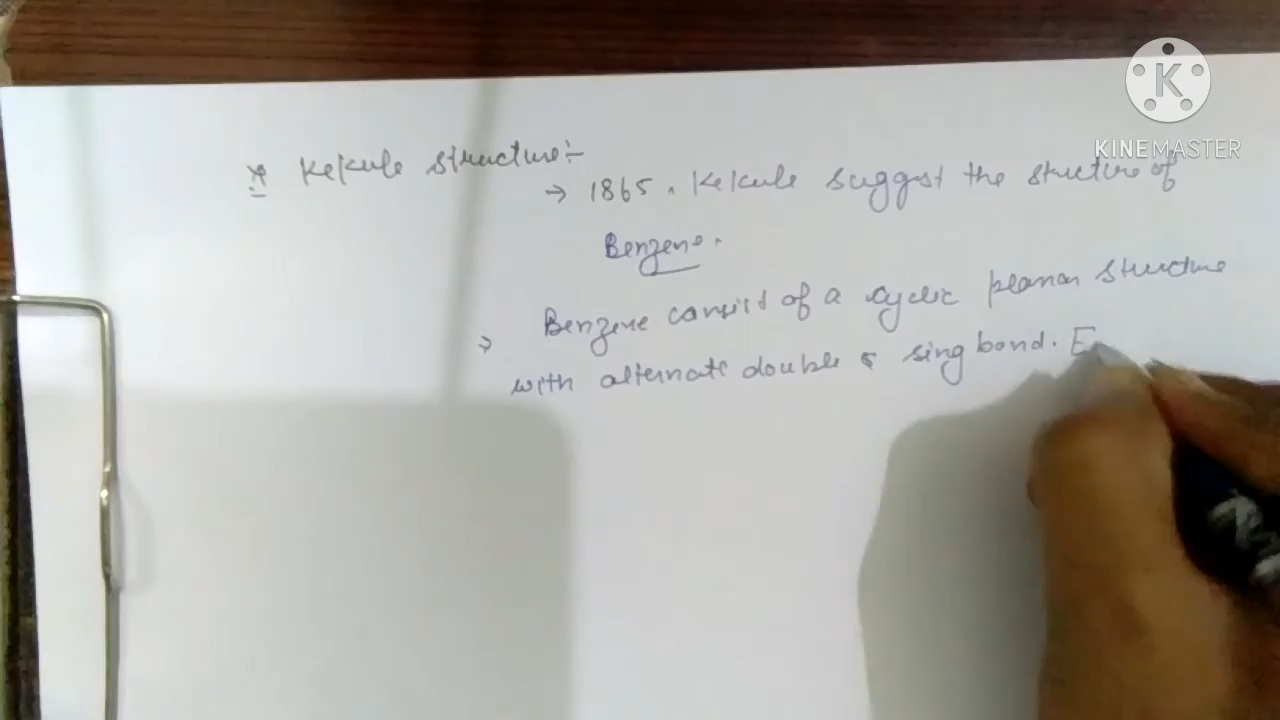 KINEMASTER
* Kekule structure:-
→ 1865. Kekule suggest the structure of
Benzene.
→ Benzene consist of a cyclic planar structure
with alternate double & sing bond. E